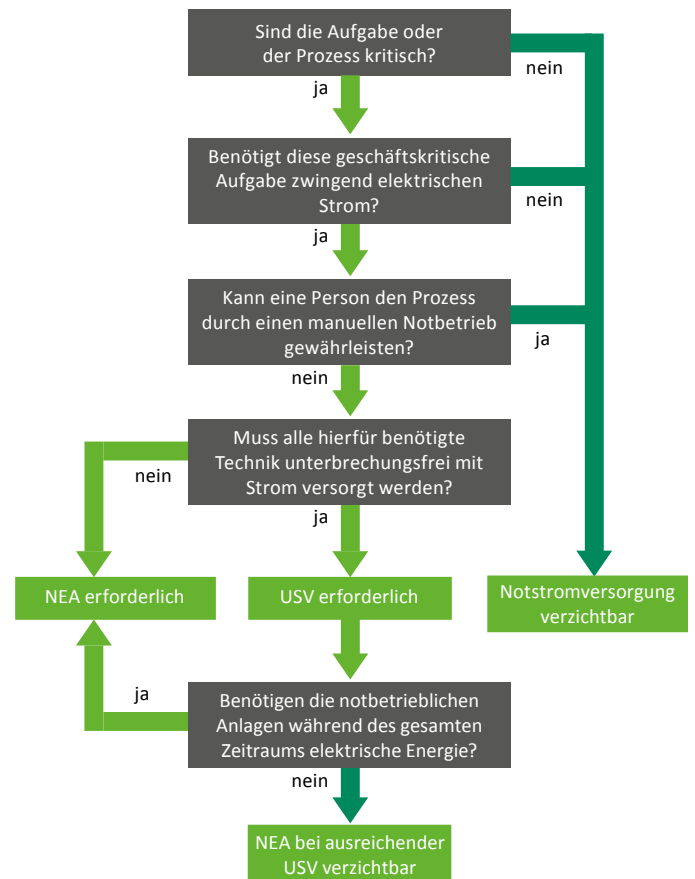 Sind die Aufgabe oder
der Prozess kritisch?
nein
ja
Benötigt diese geschäftskritische
Aufgabe zwingend elektrischen
Strom?
nein
ja
Kann eine Person den Prozess
durch einen manuellen Notbetrieb
gewährleisten?
ja
nein
Muss alle hierfür benötigte
Technik unterbrechungsfrei mit
Strom versorgt werden?
nein
ja
NEA erforderlich
USV erforderlich
Notstromversorgung
verzichtbar
ja
Benötigen die notbetrieblichen
Anlagen während des gesamten
Zeitraums elektrische Energie?
nein
NEA bei ausreichender
USV verzichtbar